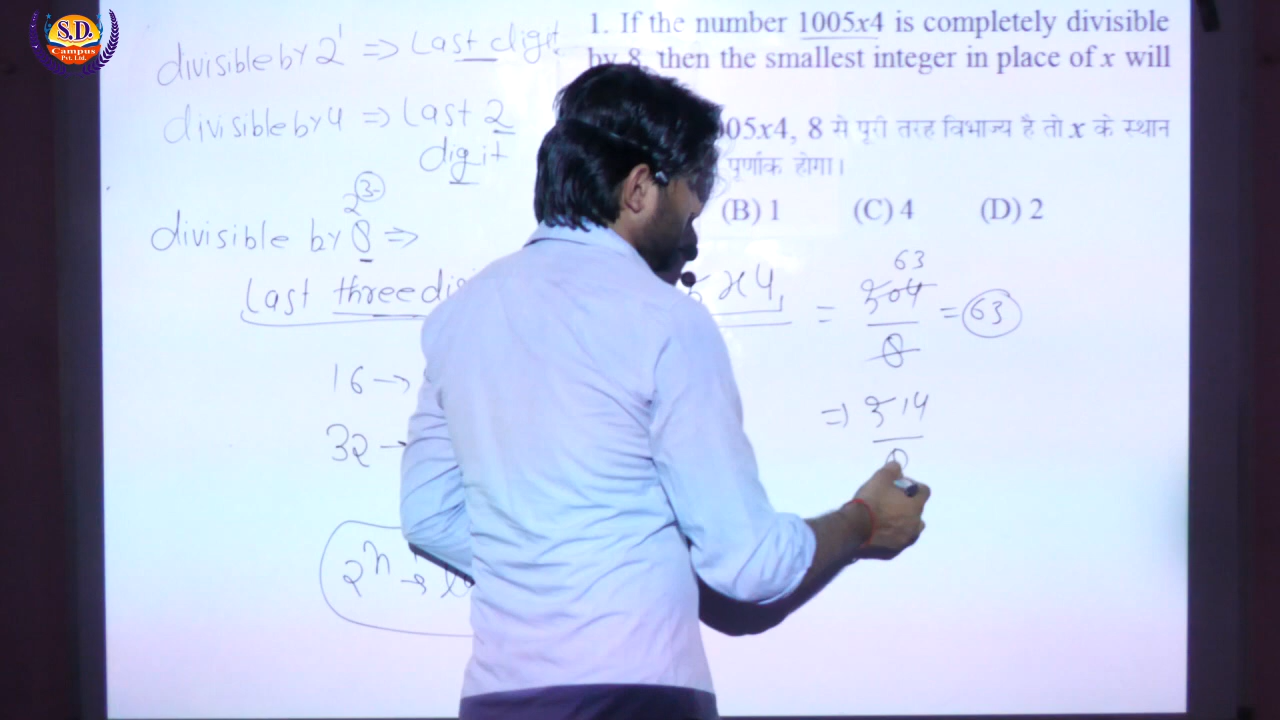 S.D.
Campus
Pvt. Ltd.
1. If the number 1005x4 is completely divisible
by 8, then the smallest integer in place of x will
005x4, 8 से पूरी तरह विभाज्य है तो x के स्थान
पूर्णांक होगा।
(B) 1 (C) 4 (D) 2
divisible by 2¹ ⇒ Last digit
divisible by 4 ⇒ Last 2
digit
2³
divisible by 8 ⇒
Last three di
x4,
= 504/8 = 63
63
⇒ 514
16 →
32 →
2ⁿ →